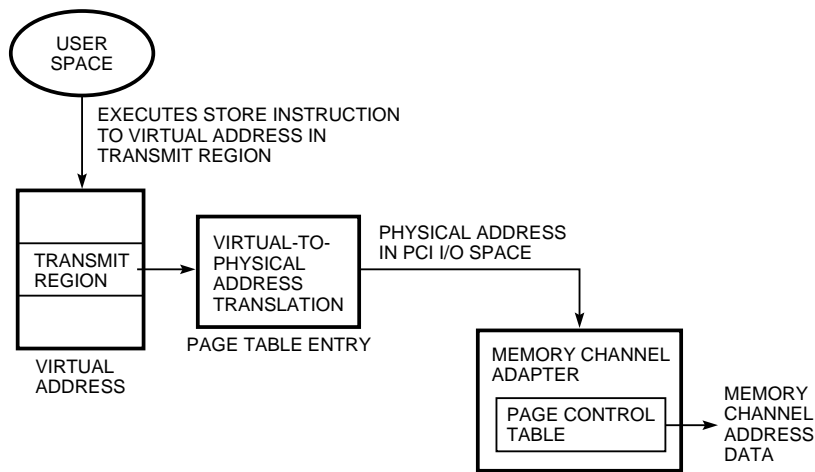 USER
SPACE
EXECUTES STORE INSTRUCTION
TO VIRTUAL ADDRESS IN
TRANSMIT REGION
TRANSMIT
REGION
VIRTUAL
ADDRESS
VIRTUAL-TO-
PHYSICAL
ADDRESS
TRANSLATION
PAGE TABLE ENTRY
PHYSICAL ADDRESS
IN PCI I/O SPACE
MEMORY CHANNEL
ADAPTER
PAGE CONTROL
TABLE
MEMORY
CHANNEL
ADDRESS
DATA